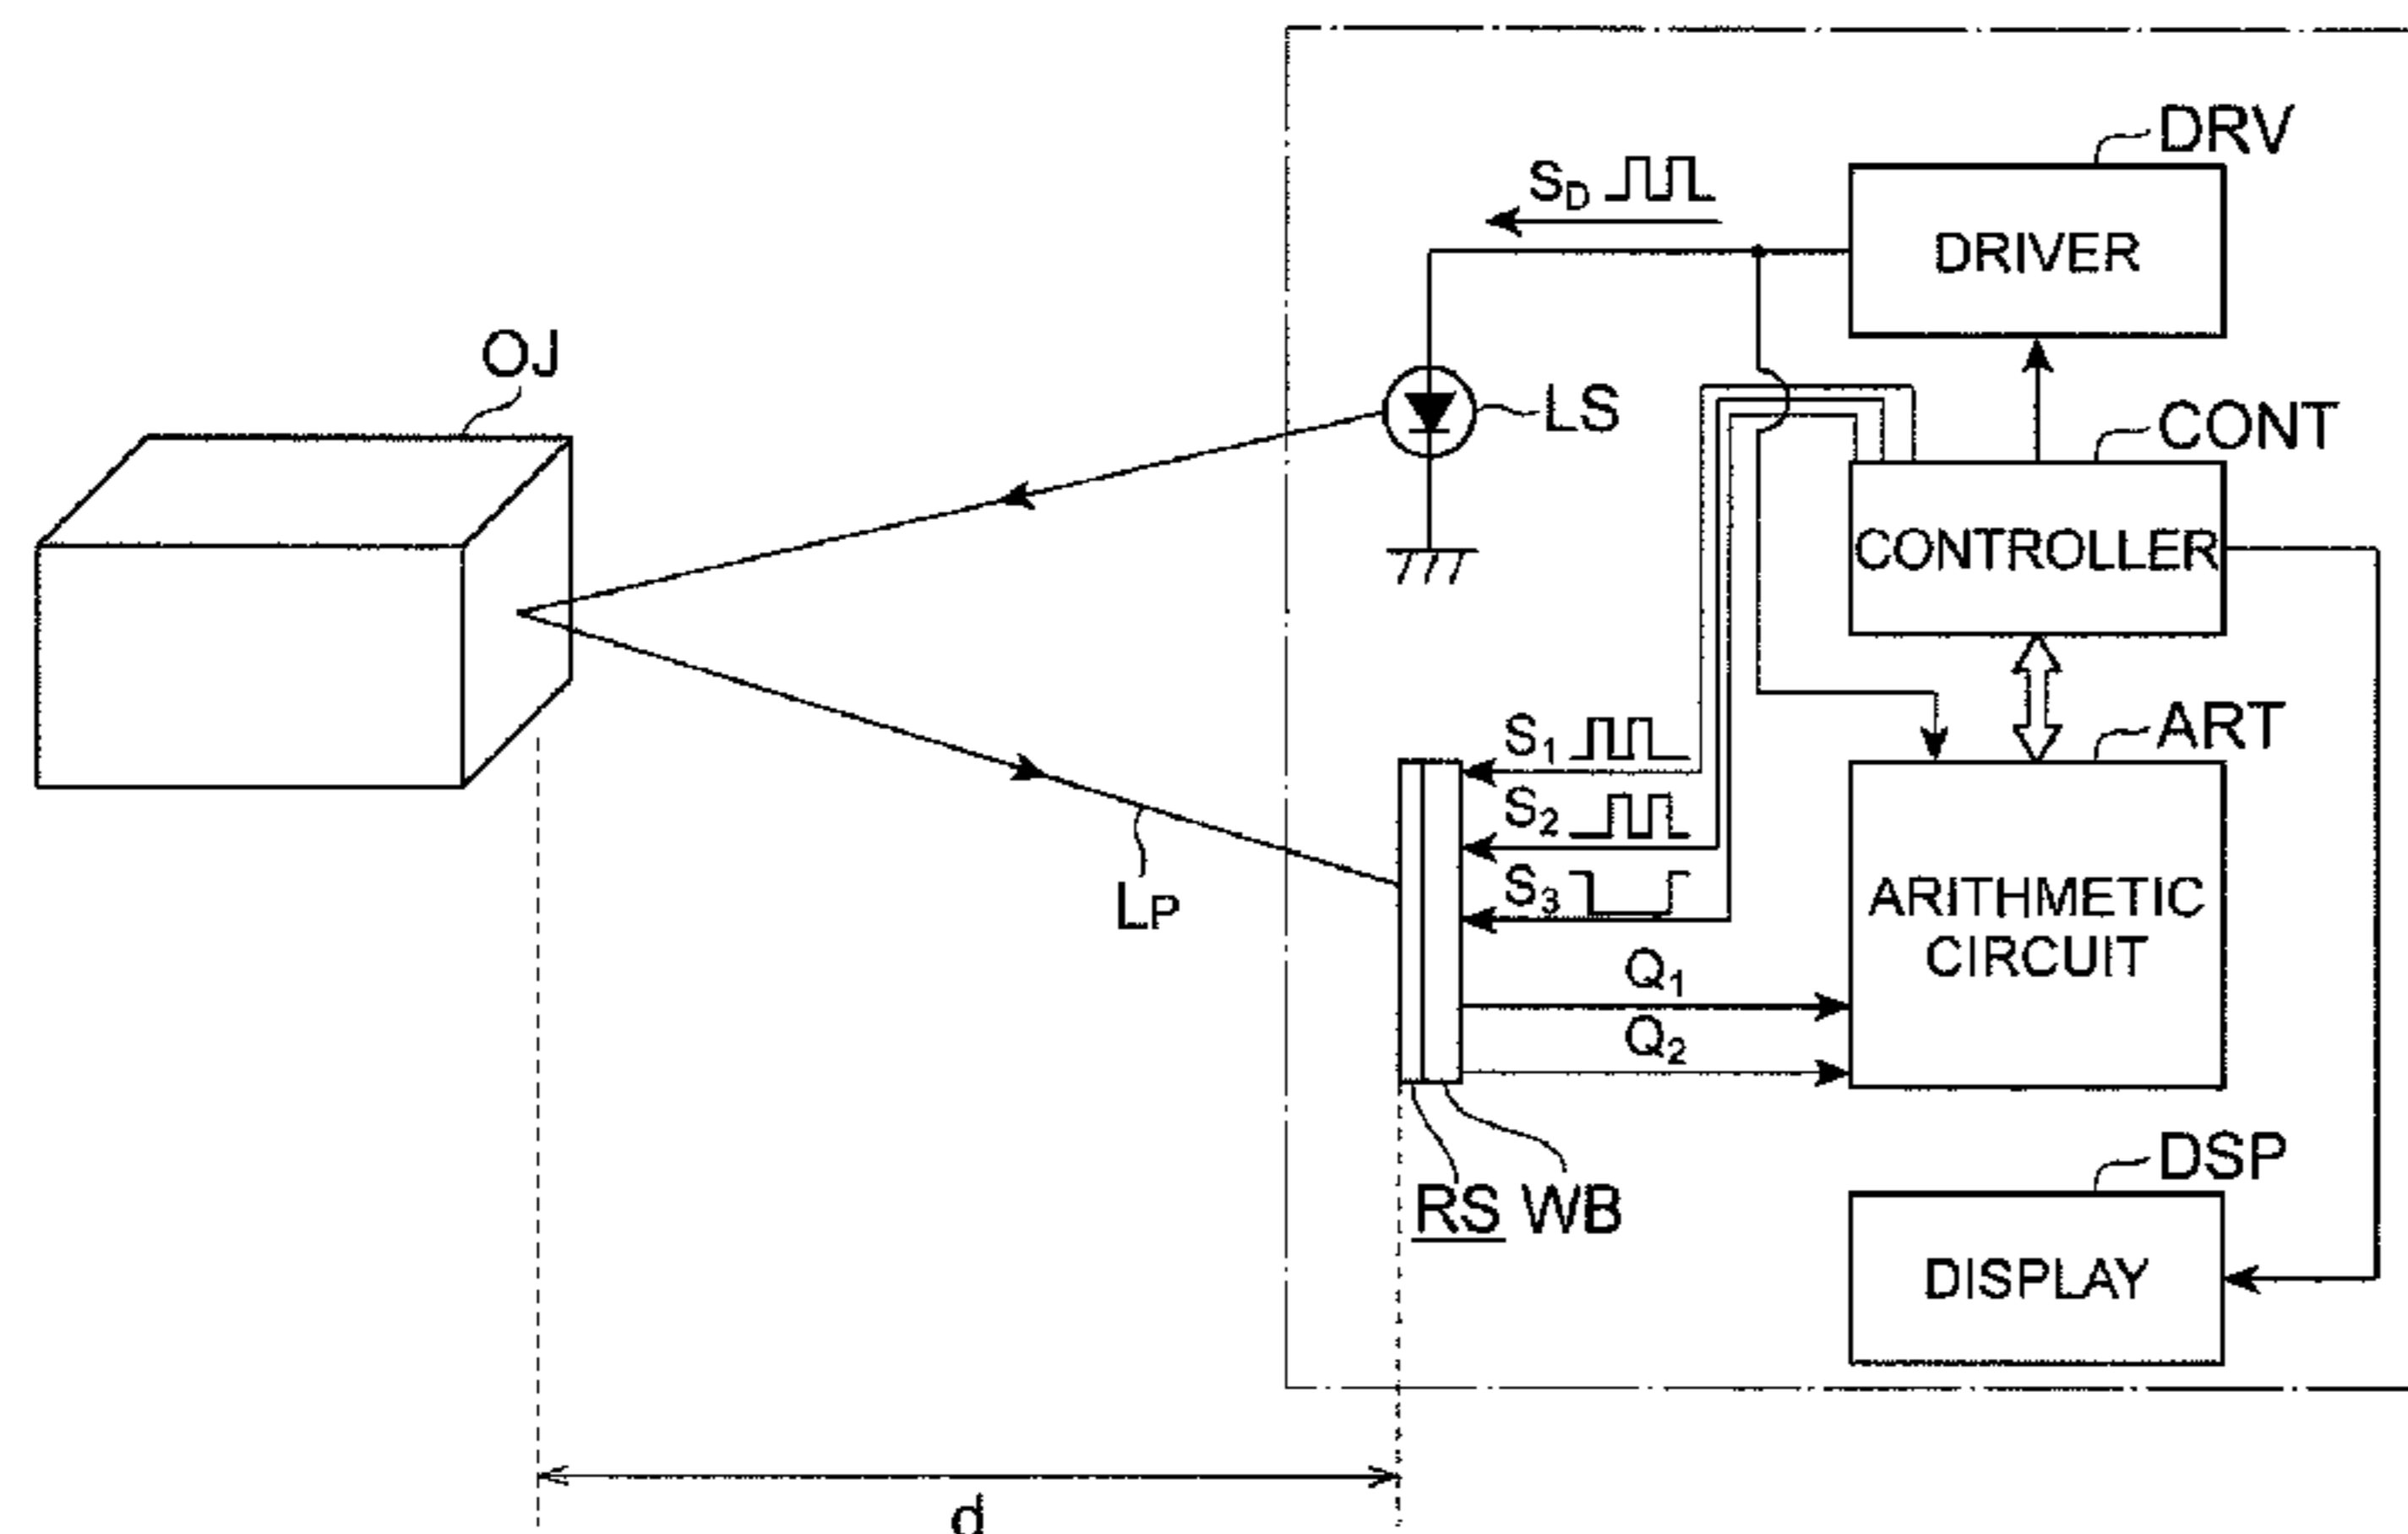 DRV
S_D
DRIVER
OJ
LS
CONT
CONTROLLER
S₁
ART
S₂
S₃
LP
ARITHMETIC
CIRCUIT
Q₁
Q₂
DSP
RS WB
DISPLAY
d